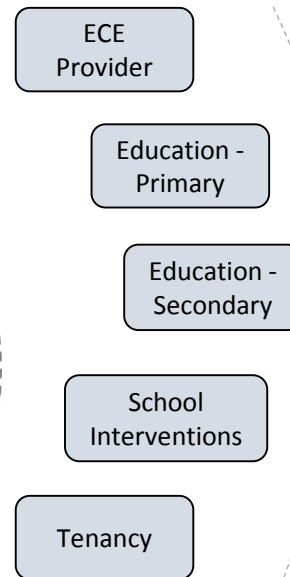 ECE
Provider
Education -
Primary
Education -
Secondary
School
Interventions
Tenancy